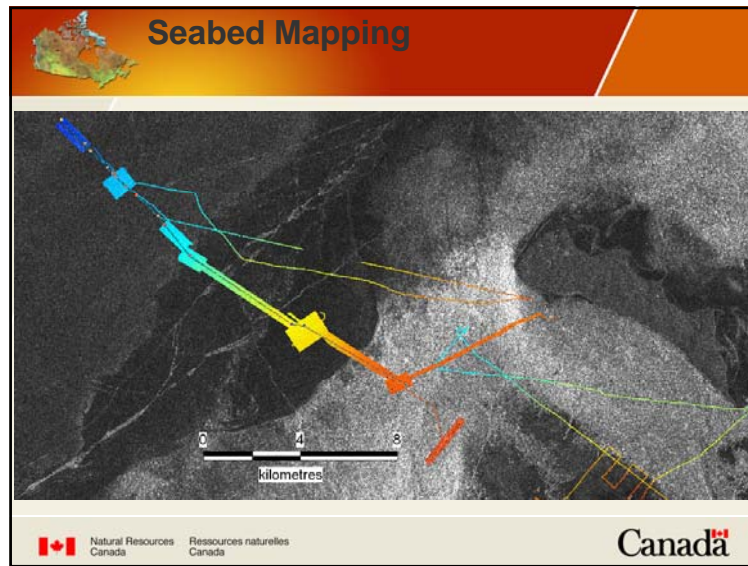 Seabed Mapping
0 4 8
kilometres
Natural Resources Ressources naturelles
Canada Canada
Canada